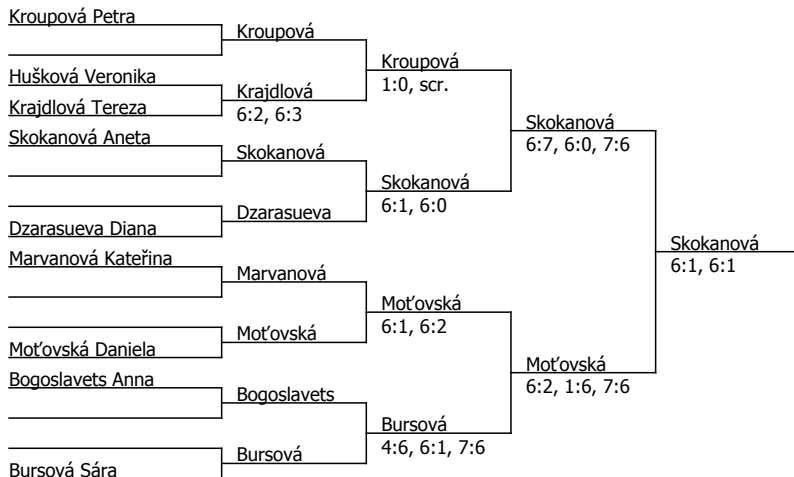 Kroupová Petra
Kroupová
Kroupová
1:0, scr.
Hušková Veronika
Krajdlová
6:2, 6:3
Krajdlová Tereza
Skokanová
6:7, 6:0, 7:6
Skokanová Aneta
Skokanová
Skokanová
6:1, 6:0
Dzarasueva
Dzarasueva Diana
Skokanová
6:1, 6:1
Marvanová Kateřina
Marvanová
Moťovská
6:1, 6:2
Moťovská
Moťovská Daniela
Moťovská
6:2, 1:6, 7:6
Bogoslavets Anna
Bogoslavets
Bursová
4:6, 6:1, 7:6
Bursová
Bursová Sára